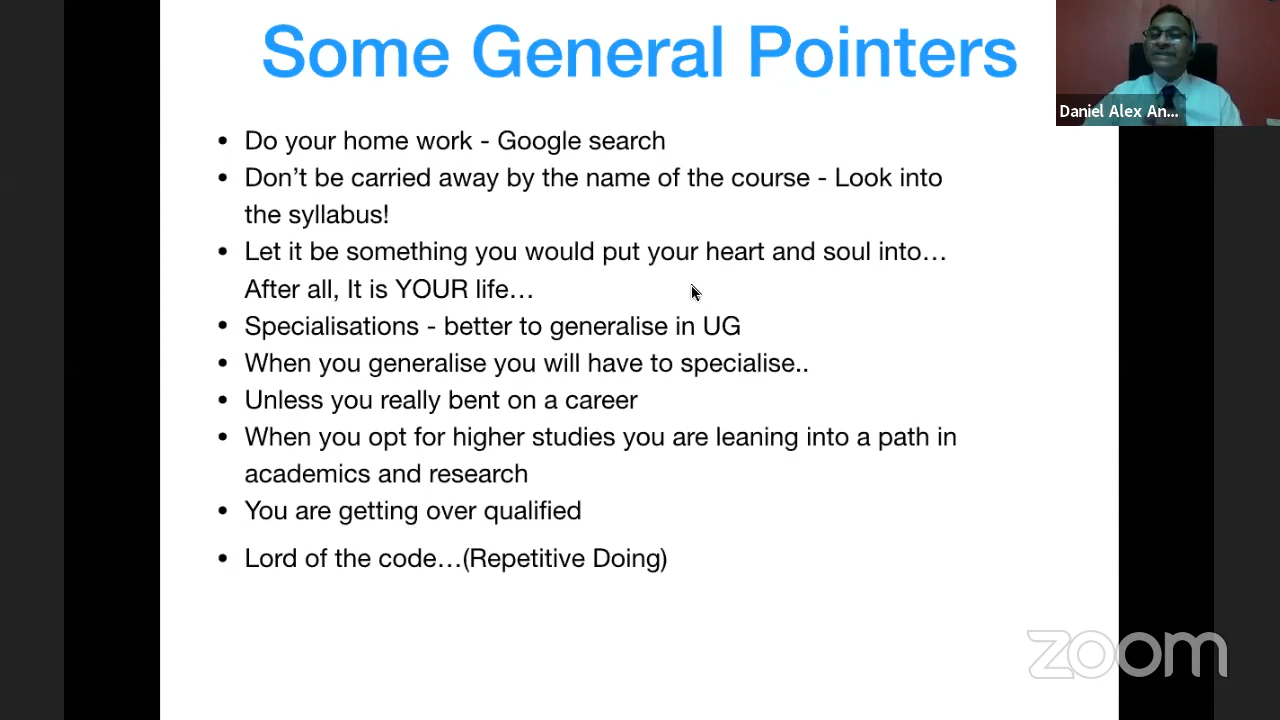 Some General Pointers
Daniel Alex An...
• Do your home work - Google search
• Don’t be carried away by the name of the course - Look into
the syllabus!
• Let it be something you would put your heart and soul into…
After all, It is YOUR life…
• Specialisations - better to generalise in UG
• When you generalise you will have to specialise..
• Unless you really bent on a career
• When you opt for higher studies you are leaning into a path in
academics and research
• You are getting over qualified
• Lord of the code…(Repetitive Doing)
zoom